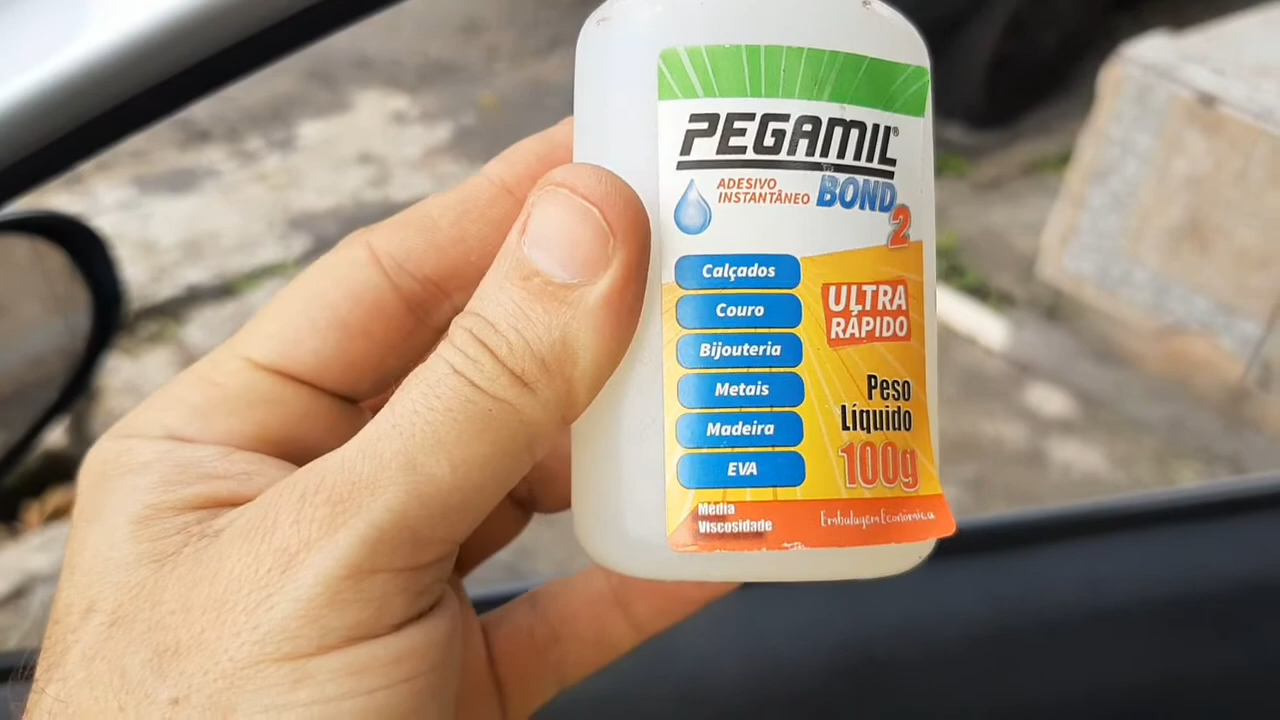 PEGAMIL®
ADESIVO
INSTANTÂNEO
BOND
2
Calçados
Couro
Bijouteria
Metais
Madeira
EVA
ULTRA
RÁPIDO
Peso
Líquido
100g
Média
Viscosidade
Embalagem Econômica